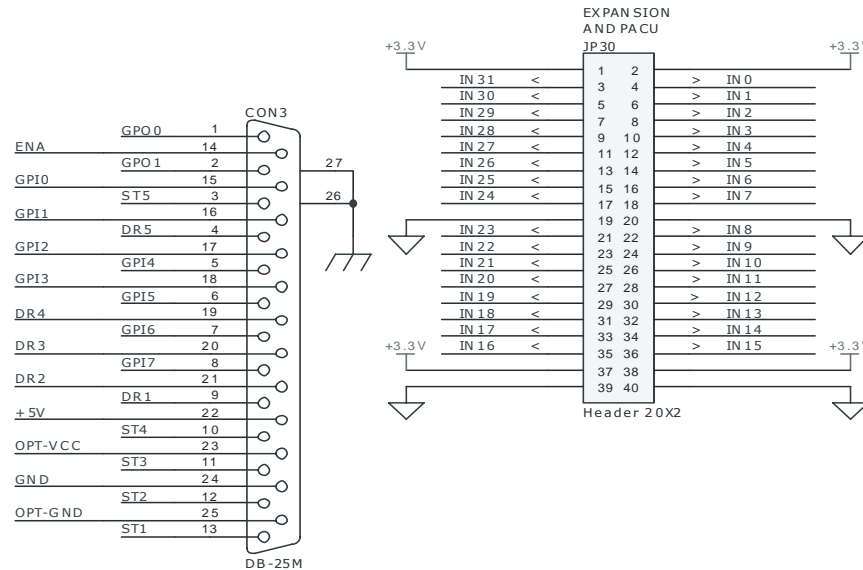 EXPANSION
AND PACU
JP30
+3.3V +3.3V
1 2
IN31 < 3 4 > IN0
IN30 < 5 6 > IN1
IN29 < 7 8 > IN2
IN28 < 9 10 > IN3
IN27 < 11 12 > IN4
IN26 < 13 14 > IN5
IN25 < 15 16 > IN6
IN24 < 17 18 > IN7
19 20
IN23 < 21 22 > IN8
IN22 < 23 24 > IN9
IN21 < 25 26 > IN10
IN20 < 27 28 > IN11
IN19 < 29 30 > IN12
IN18 < 31 32 > IN13
IN17 < 33 34 > IN14
IN16 < 35 36 > IN15
+3.3V +3.3V
37 38
39 40
Header 20X2
CON3
GPO0 1
ENA 14
GPO1 2
GPI0 15
ST5 3
GPI1 16
DR5 4
GPI2 17
GPI4 5
GPI3 18
GPI5 6
DR4 19
GPI6 7
DR3 20
GPI7 8
DR2 21
DR1 9
+5V 22
ST4 10
OPT-VCC 23
ST3 11
GND 24
ST2 12
OPT-GND 25
ST1 13
27
26
DB-25M